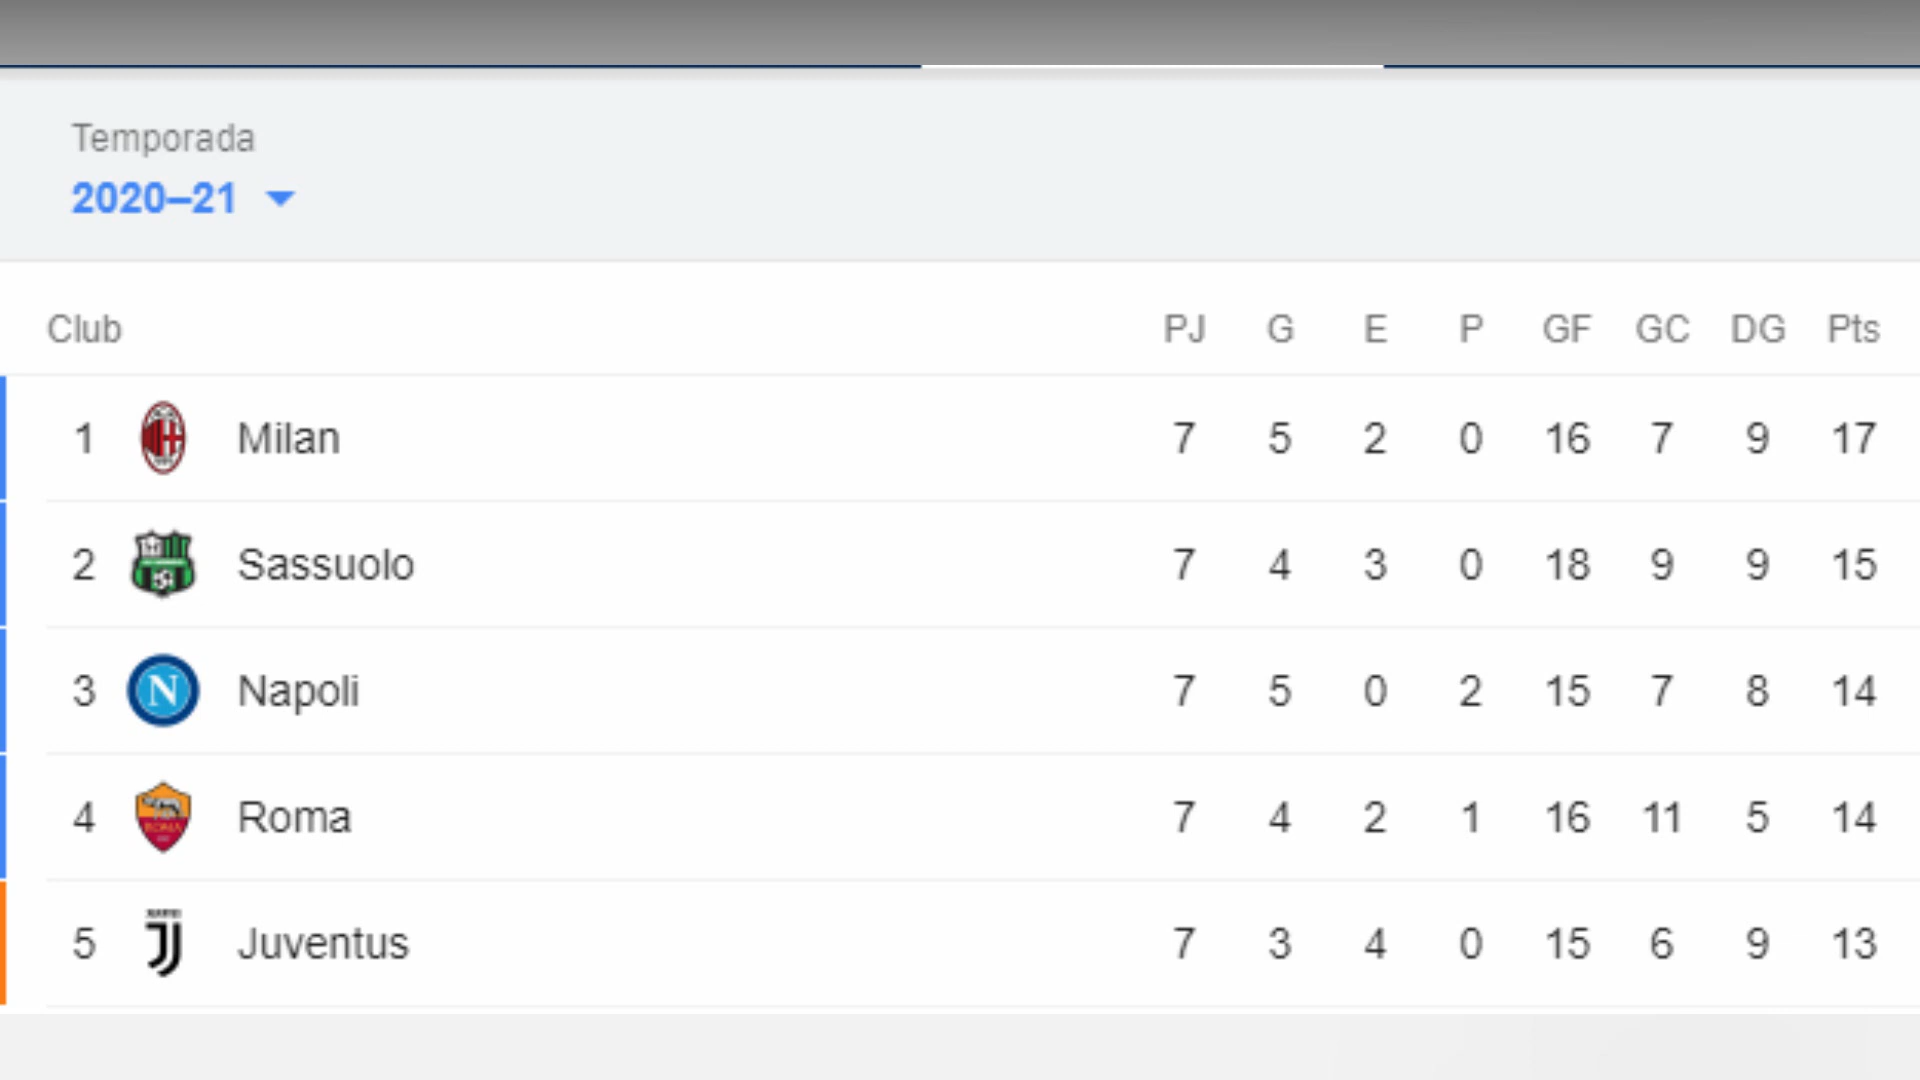 Temporada
2020–21
Club PJ G E P GF GC DG Pts
1 Milan 7 5 2 0 16 7 9 17
2 Sassuolo 7 4 3 0 18 9 9 15
3 N Napoli 7 5 0 2 15 7 8 14
4 ROMA Roma 7 4 2 1 16 11 5 14
5 Juventus 7 3 4 0 15 6 9 13